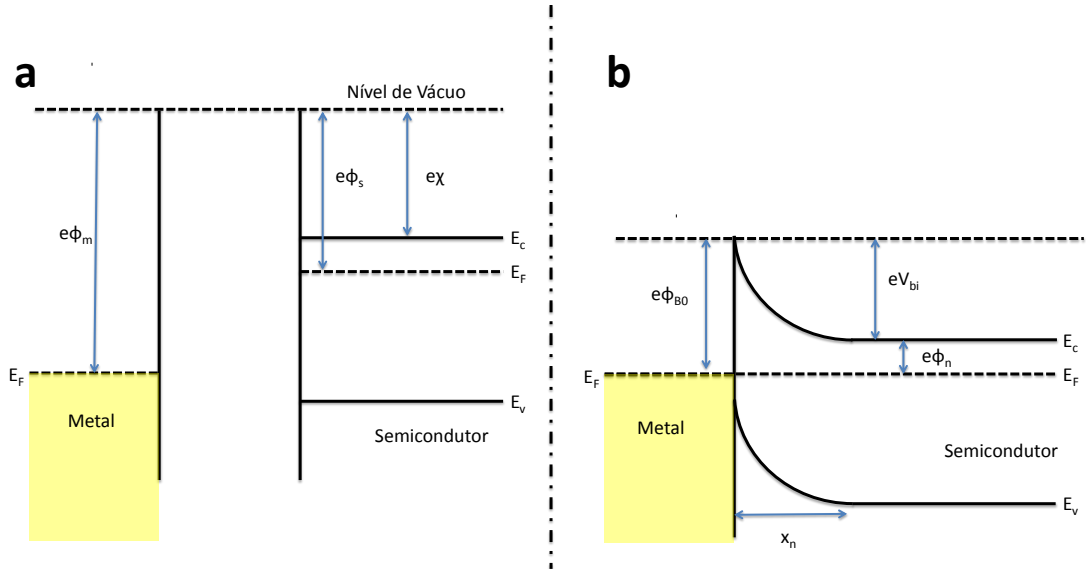 a
Nível de Vácuo
eϕm
eϕs
eχ
Ec
EF
EF
Metal
Ev
Semicondutor
b
eϕB0
eVbi
Ec
eϕn
EF
EF
Metal
Semicondutor
Ev
xn